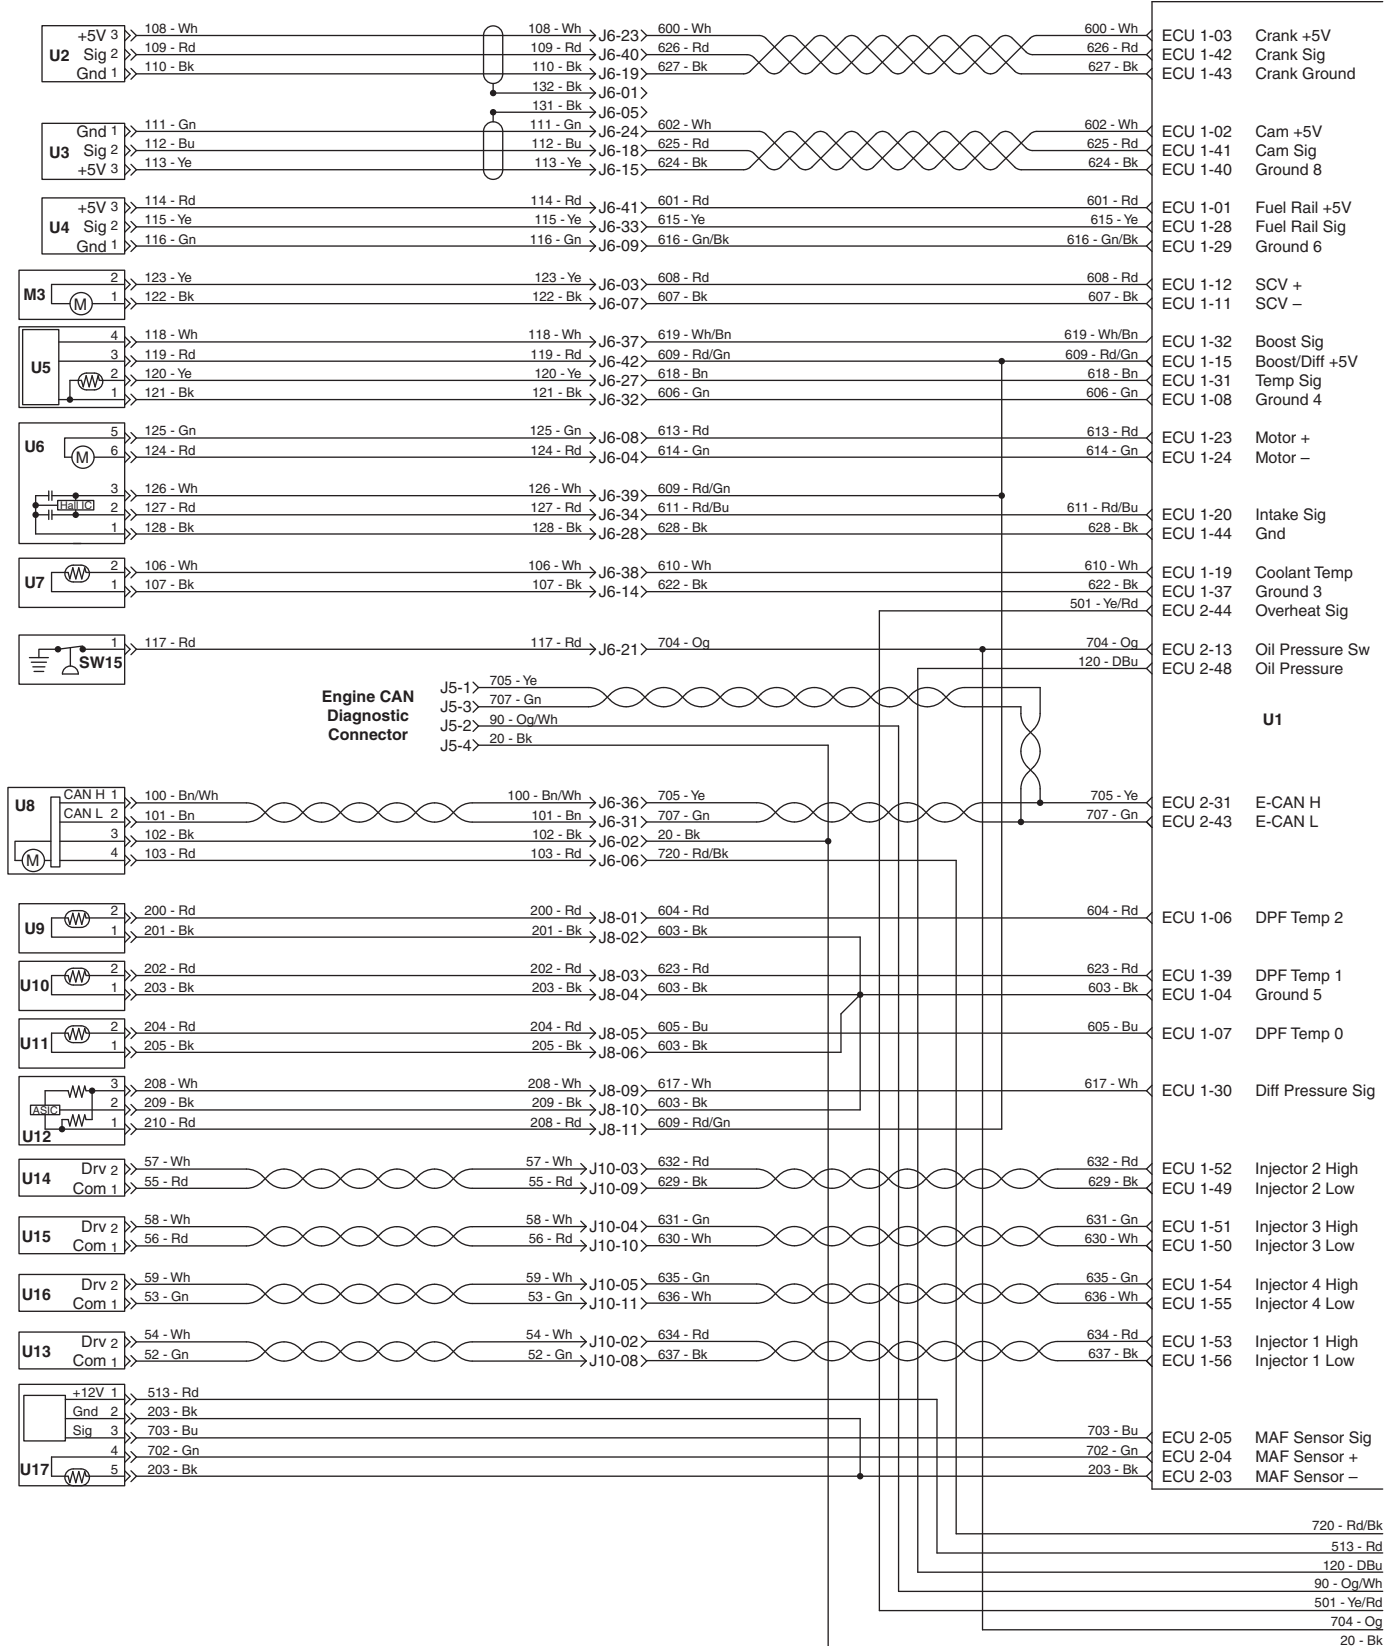 +5V 3 108 - Wh 108 - Wh J6-23 600 - Wh 600 - Wh ECU 1-03 Crank +5V
U2 Sig 2 109 - Rd 109 - Rd J6-40 626 - Rd 626 - Rd ECU 1-42 Crank Sig
Gnd 1 110 - Bk 110 - Bk J6-19 627 - Bk 627 - Bk ECU 1-43 Crank Ground
132 - Bk J6-01
131 - Bk J6-05
Gnd 1 111 - Gn 111 - Gn J6-24 602 - Wh 602 - Wh ECU 1-02 Cam +5V
U3 Sig 2 112 - Bu 112 - Bu J6-18 625 - Rd 625 - Rd ECU 1-41 Cam Sig
+5V 3 113 - Ye 113 - Ye J6-15 624 - Bk 624 - Bk ECU 1-40 Ground 8
+5V 3 114 - Rd 114 - Rd J6-41 601 - Rd 601 - Rd ECU 1-01 Fuel Rail +5V
U4 Sig 2 115 - Ye 115 - Ye J6-33 615 - Ye 615 - Ye ECU 1-28 Fuel Rail Sig
Gnd 1 116 - Gn 116 - Gn J6-09 616 - Gn/Bk 616 - Gn/Bk ECU 1-29 Ground 6
M3 2 123 - Ye 123 - Ye J6-03 608 - Rd 608 - Rd ECU 1-12 SCV +
M 1 122 - Bk 122 - Bk J6-07 607 - Bk 607 - Bk ECU 1-11 SCV –
4 118 - Wh 118 - Wh J6-37 619 - Wh/Bn 619 - Wh/Bn ECU 1-32 Boost Sig
U5 3 119 - Rd 119 - Rd J6-42 609 - Rd/Gn 609 - Rd/Gn ECU 1-15 Boost/Diff +5V
2 120 - Ye 120 - Ye J6-27 618 - Bn 618 - Bn ECU 1-31 Temp Sig
1 121 - Bk 121 - Bk J6-32 606 - Gn 606 - Gn ECU 1-08 Ground 4
U6 5 125 - Gn 125 - Gn J6-08 613 - Rd 613 - Rd ECU 1-23 Motor +
M 6 124 - Rd 124 - Rd J6-04 614 - Gn 614 - Gn ECU 1-24 Motor –
3 126 - Wh 126 - Wh J6-39 609 - Rd/Gn
Hall IC 2 127 - Rd 127 - Rd J6-34 611 - Rd/Bu 611 - Rd/Bu ECU 1-20 Intake Sig
1 128 - Bk 128 - Bk J6-28 628 - Bk 628 - Bk ECU 1-44 Gnd
U7 2 106 - Wh 106 - Wh J6-38 610 - Wh 610 - Wh ECU 1-19 Coolant Temp
1 107 - Bk 107 - Bk J6-14 622 - Bk 622 - Bk ECU 1-37 Ground 3
501 - Ye/Rd ECU 2-44 Overheat Sig
SW15 1 117 - Rd 117 - Rd J6-21 704 - Og 704 - Og ECU 2-13 Oil Pressure Sw
120 - DBu ECU 2-48 Oil Pressure
Engine CAN
Diagnostic
Connector
J5-1 705 - Ye
J5-3 707 - Gn
J5-2 90 - Og/Wh
J5-4 20 - Bk
U1
U8 CAN H 1 100 - Bn/Wh 100 - Bn/Wh J6-36 705 - Ye 705 - Ye ECU 2-31 E-CAN H
CAN L 2 101 - Bn 101 - Bn J6-31 707 - Gn 707 - Gn ECU 2-43 E-CAN L
3 102 - Bk 102 - Bk J6-02 20 - Bk
M 4 103 - Rd 103 - Rd J6-06 720 - Rd/Bk
U9 2 200 - Rd 200 - Rd J8-01 604 - Rd 604 - Rd ECU 1-06 DPF Temp 2
1 201 - Bk 201 - Bk J8-02 603 - Bk
U10 2 202 - Rd 202 - Rd J8-03 623 - Rd 623 - Rd ECU 1-39 DPF Temp 1
1 203 - Bk 203 - Bk J8-04 603 - Bk 603 - Bk ECU 1-04 Ground 5
U11 2 204 - Rd 204 - Rd J8-05 605 - Bu 605 - Bu ECU 1-07 DPF Temp 0
1 205 - Bk 205 - Bk J8-06 603 - Bk
3 208 - Wh 208 - Wh J8-09 617 - Wh 617 - Wh ECU 1-30 Diff Pressure Sig
ASIC 2 209 - Bk 209 - Bk J8-10 603 - Bk
U12 1 210 - Rd 208 - Rd J8-11 609 - Rd/Gn
U14 Drv 2 57 - Wh 57 - Wh J10-03 632 - Rd 632 - Rd ECU 1-52 Injector 2 High
Com 1 55 - Rd 55 - Rd J10-09 629 - Bk 629 - Bk ECU 1-49 Injector 2 Low
U15 Drv 2 58 - Wh 58 - Wh J10-04 631 - Gn 631 - Gn ECU 1-51 Injector 3 High
Com 1 56 - Rd 56 - Rd J10-10 630 - Wh 630 - Wh ECU 1-50 Injector 3 Low
U16 Drv 2 59 - Wh 59 - Wh J10-05 635 - Gn 635 - Gn ECU 1-54 Injector 4 High
Com 1 53 - Gn 53 - Gn J10-11 636 - Wh 636 - Wh ECU 1-55 Injector 4 Low
U13 Drv 2 54 - Wh 54 - Wh J10-02 634 - Rd 634 - Rd ECU 1-53 Injector 1 High
Com 1 52 - Gn 52 - Gn J10-08 637 - Bk 637 - Bk ECU 1-56 Injector 1 Low
+12V 1 513 - Rd
Gnd 2 203 - Bk
Sig 3 703 - Bu 703 - Bu ECU 2-05 MAF Sensor Sig
4 702 - Gn 702 - Gn ECU 2-04 MAF Sensor +
U17 5 203 - Bk 203 - Bk ECU 2-03 MAF Sensor –
720 - Rd/Bk
513 - Rd
120 - DBu
90 - Og/Wh
501 - Ye/Rd
704 - Og
20 - Bk